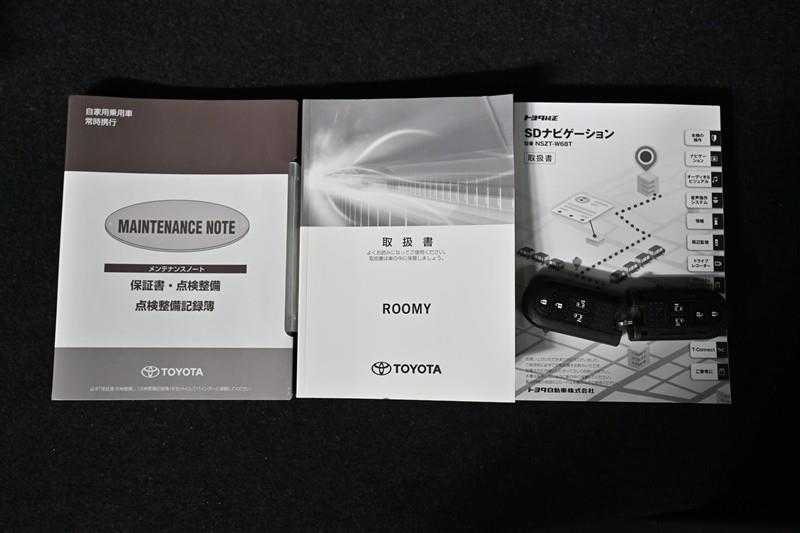 自家用乗用車
常時携行
MAINTENANCE NOTE
メンテナンスノート
保証書・点検整備
点検整備記録簿
TOYOTA
取扱書
よくお読みになってご使用ください。
取扱書は車の中に保管しましょう。
ROOMY
TOYOTA
トヨタ純正
SDナビゲーション
型番 NSZT-W68T
取扱書
本機の
操作
ナビゲー
ション
オーディオ&
ビジュアル
音声操作
システム
情報
周辺監視
ドライブ
レコーダー
T-Connect
ご参考に
トヨタ自動車株式会社